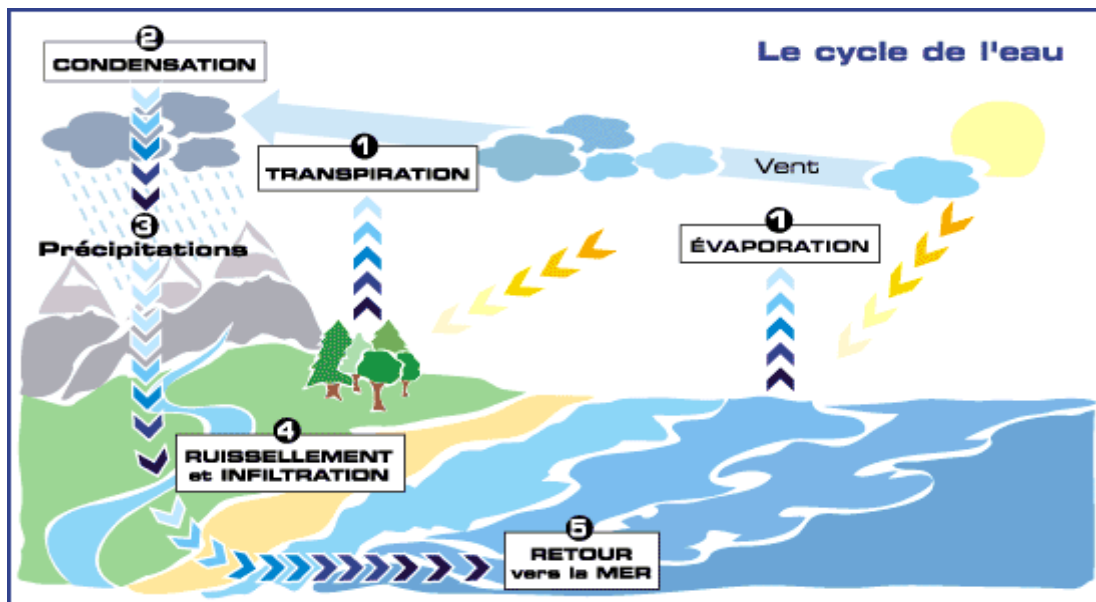 Le cycle de l'eau
2
CONDENSATION
1
TRANSPIRATION
Vent
1
ÉVAPORATION
3
Précipitations
4
RUISSELLEMENT
et INFILTRATION
5
RETOUR
vers la MER